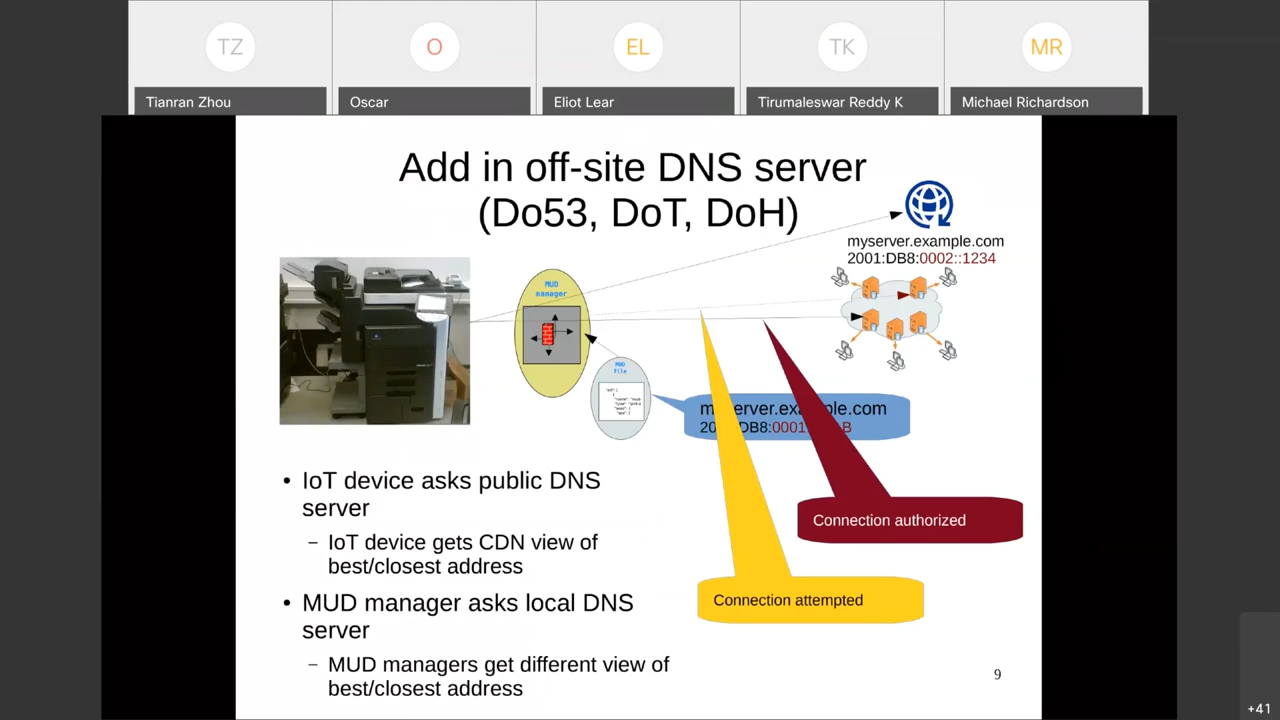 TZ
O
EL
TK
MR
Tianran Zhou
Oscar
Eliot Lear
Tirumaleswar Reddy K
Michael Richardson
Add in off-site DNS server
(Do53, DoT, DoH)
myserver.example.com
2001:DB8:0002::1234
MUD
manager
MUD
file
example.com
DB8:0001
Connection authorized
Connection attempted
• IoT device asks public DNS
server
– IoT device gets CDN view of
best/closest address
• MUD manager asks local DNS
server
– MUD managers get different view of
best/closest address
9
+41